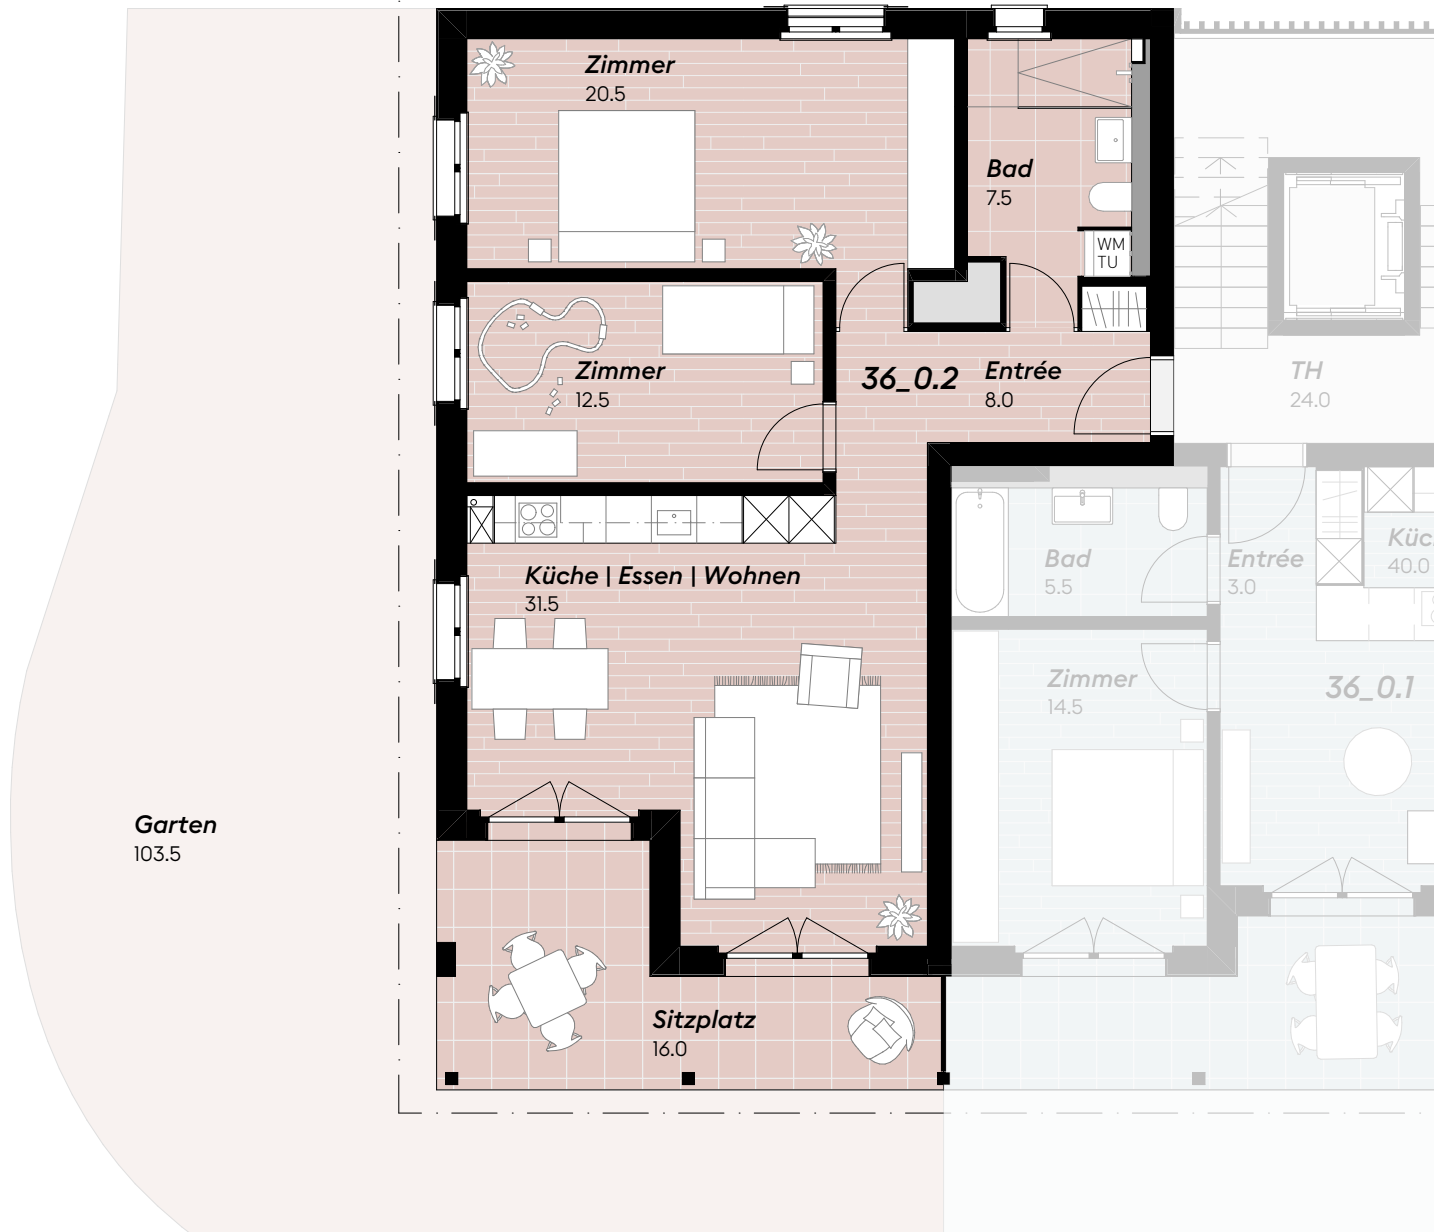 Zimmer
20.5
Bad
7.5
WM
TU
Zimmer
12.5
36_0.2
Entrée
8.0
TH
24.0
Küche | Essen | Wohnen
31.5
Bad
5.5
Entrée
3.0
Küc
40.0
Zimmer
14.5
36_0.1
Garten
103.5
Sitzplatz
16.0